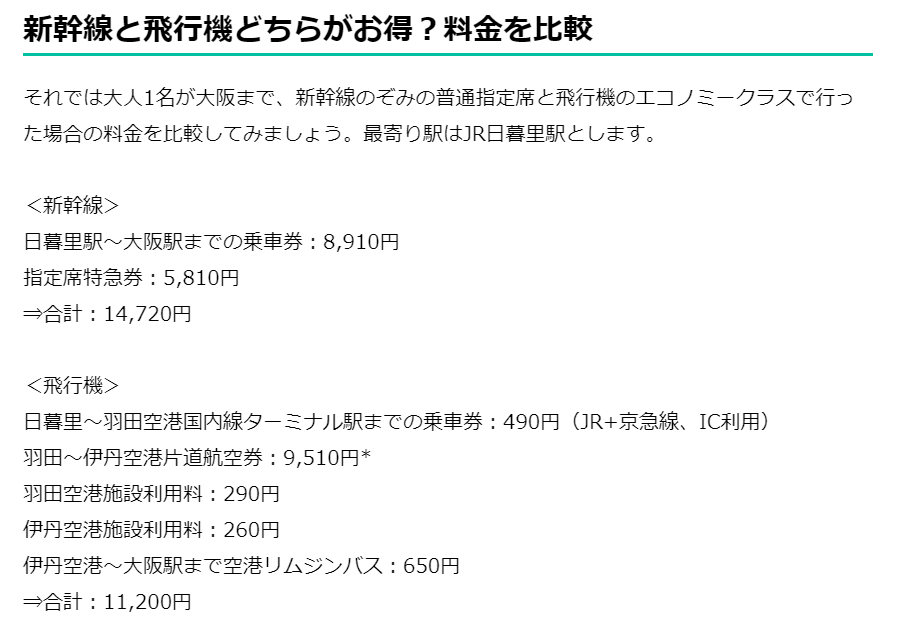 新幹線と飛行機どちらがお得？料金を比較
それでは大人1名が大阪まで、新幹線のぞみの普通指定席と飛行機のエコノミークラスで行っ
た場合の料金を比較してみましょう。最寄り駅はJR日暮里駅とします。
＜新幹線＞
日暮里駅～大阪駅までの乗車券：8,910円
指定席特急券：5,810円
⇒合計：14,720円
＜飛行機＞
日暮里～羽田空港国内線ターミナル駅までの乗車券：490円（JR+京急線、IC利用）
羽田～伊丹空港片道航空券：9,510円*
羽田空港施設利用料：290円
伊丹空港施設利用料：260円
伊丹空港～大阪駅まで空港リムジンバス：650円
⇒合計：11,200円